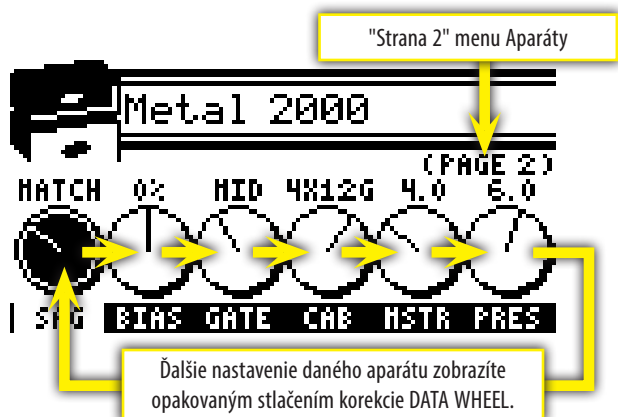 "Strana 2" menu Aparáty
Metal 2000
(PAGE 2)
MATCH 0% MID 4X12G 4.0 6.0
SAG BIAS GATE CAB MSTR PRES
Ďalšie nastavenie daného aparátu zobrazíte
opakovaným stlačením korekcie DATA WHEEL.